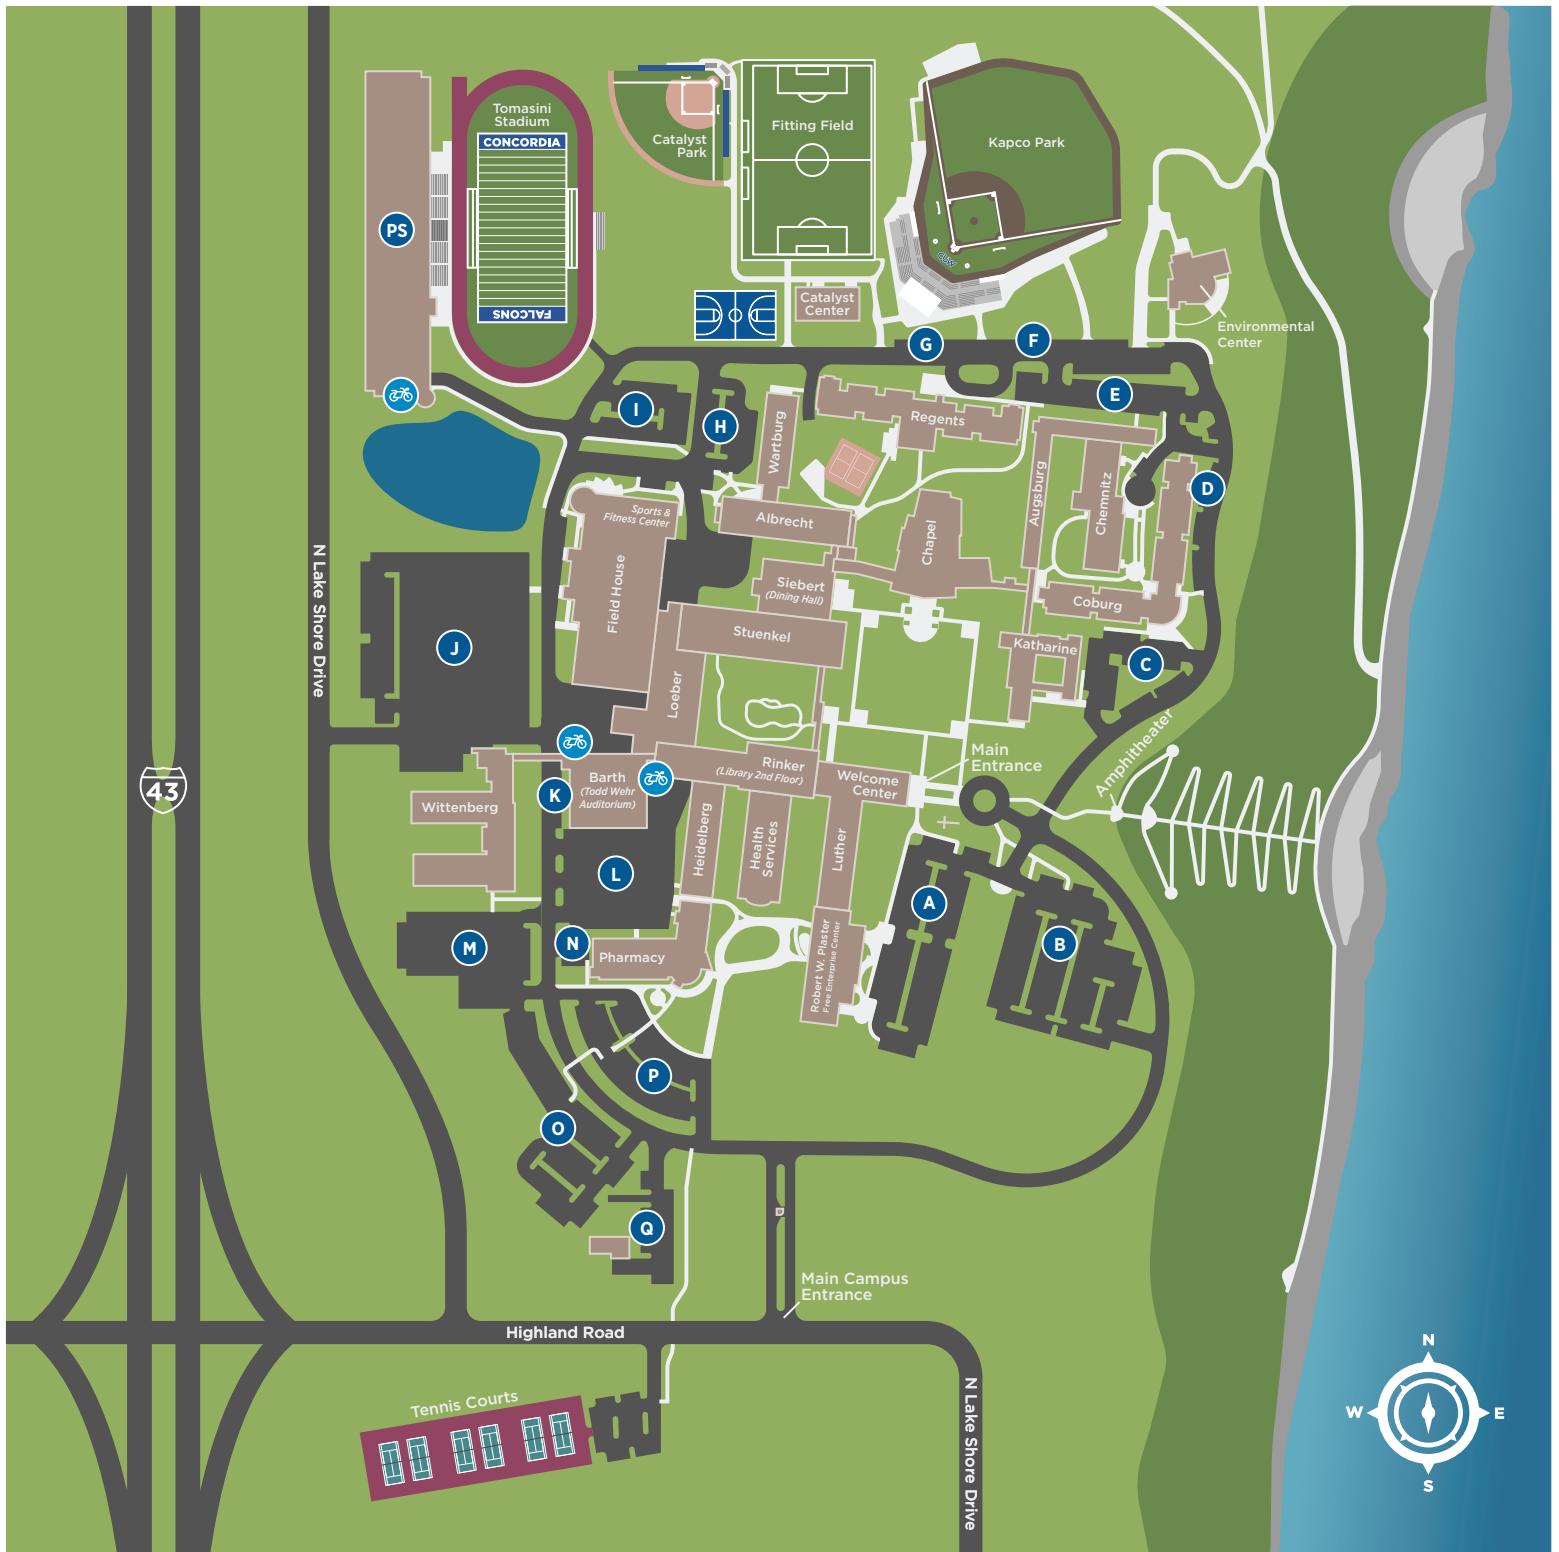 Tomasini
Stadium
CONCORDIA
FALCONS
Catalyst
Park
Fitting Field
Kapco Park
CUW
PS
Catalyst
Center
Environmental
Center
G
F
E
I
H
D
Wartburg
Regents
Augsburg
Chemnitz
Albrecht
Chapel
Sports &
Fitness Center
Field House
Siebert
(Dining Hall)
Coburg
Stuenkel
Katharine
C
J
N Lake Shore Drive
Loeber
Amphitheater
Main
Entrance
Rinker
(Library 2nd Floor)
Welcome
Center
Barth
(Todd Wehr
Auditorium)
K
43
Wittenberg
Heidelberg
Health
Services
Luther
L
A
B
M
N
Pharmacy
Robert W. Plaster
Free Enterprise Center
P
O
Q
Main Campus
Entrance
Highland Road
N Lake Shore Drive
Tennis Courts
N
W
E
S